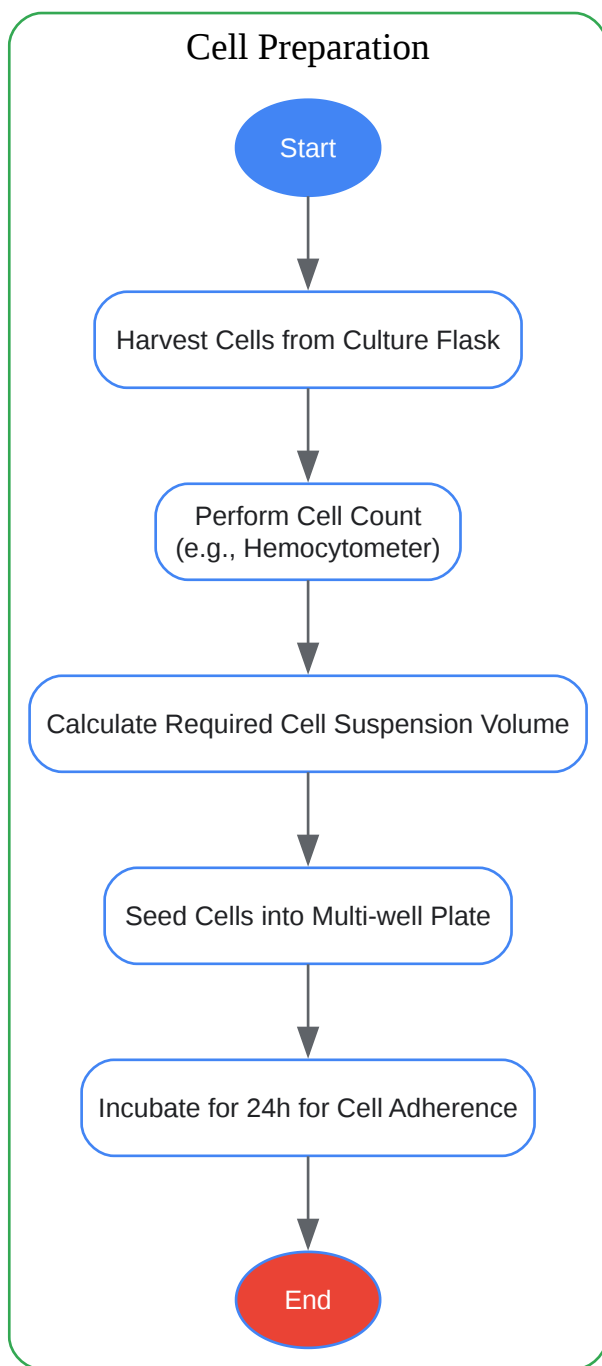 Cell Preparation
Start
Harvest Cells from Culture Flask
Perform Cell Count
(e.g., Hemocytometer)
Calculate Required Cell Suspension Volume
Seed Cells into Multi-well Plate
Incubate for 24h for Cell Adherence
End